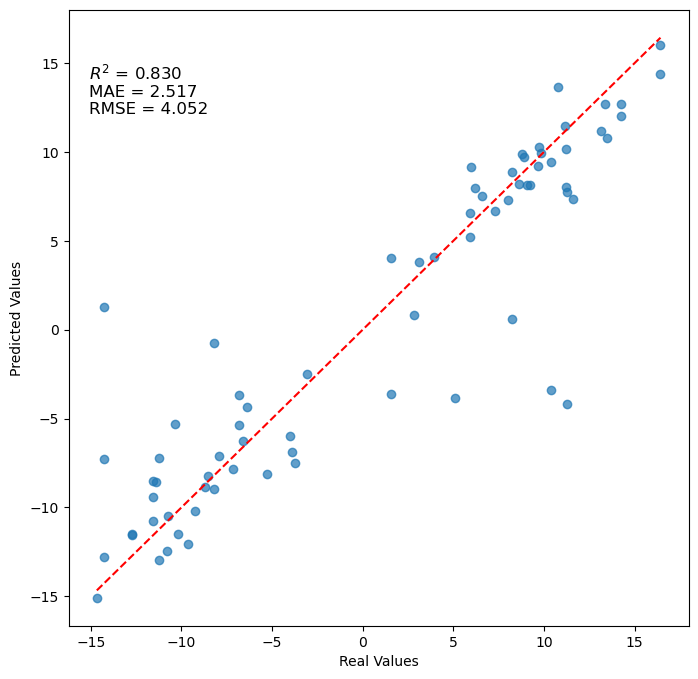 R² = 0.830
MAE = 2.517
RMSE = 4.052
Predicted Values
15
10
5
0
−5
−10
−15
−15 −10 −5 0 5 10 15
Real Values